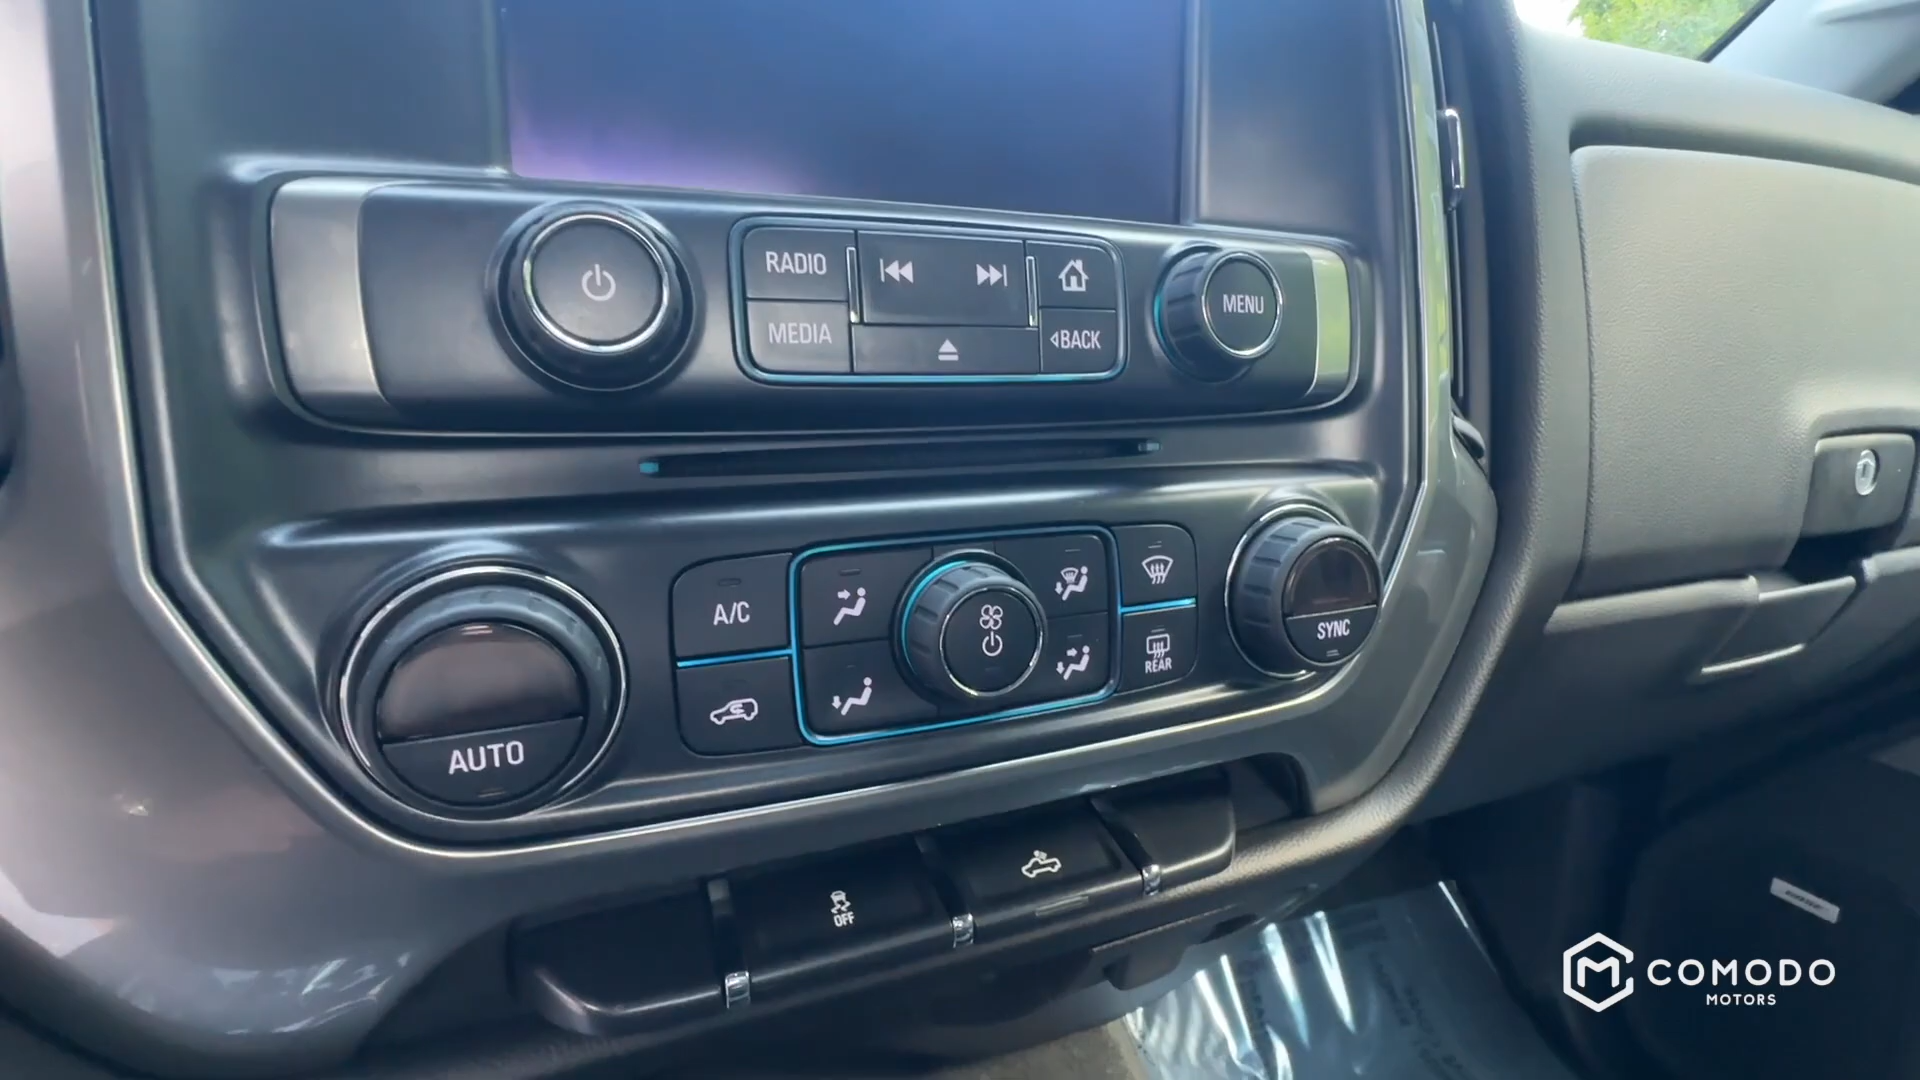 RADIO
MEDIA
BACK
MENU
A/C
AUTO
REAR
SYNC
OFF
COMODO
MOTORS